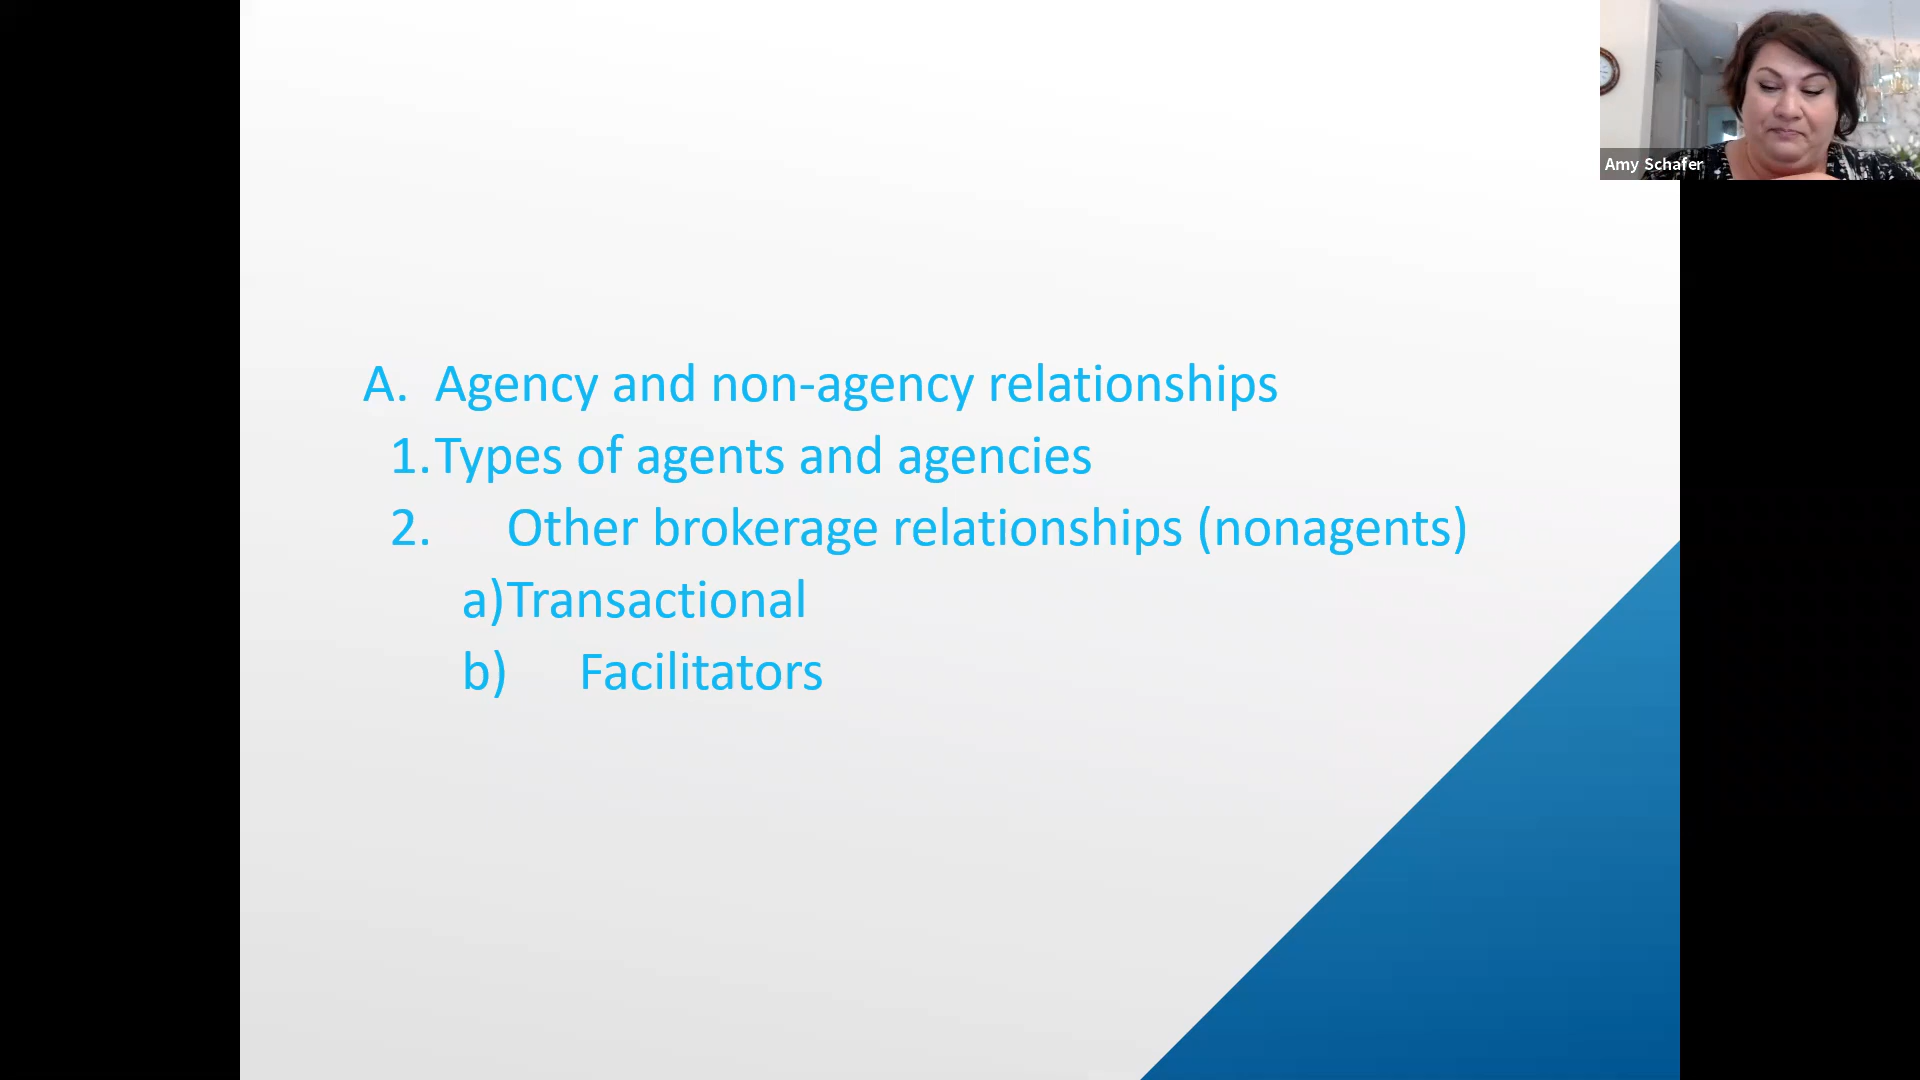 Amy Schafer
A. Agency and non-agency relationships
1. Types of agents and agencies
2. Other brokerage relationships (nonagents)
a) Transactional
b) Facilitators